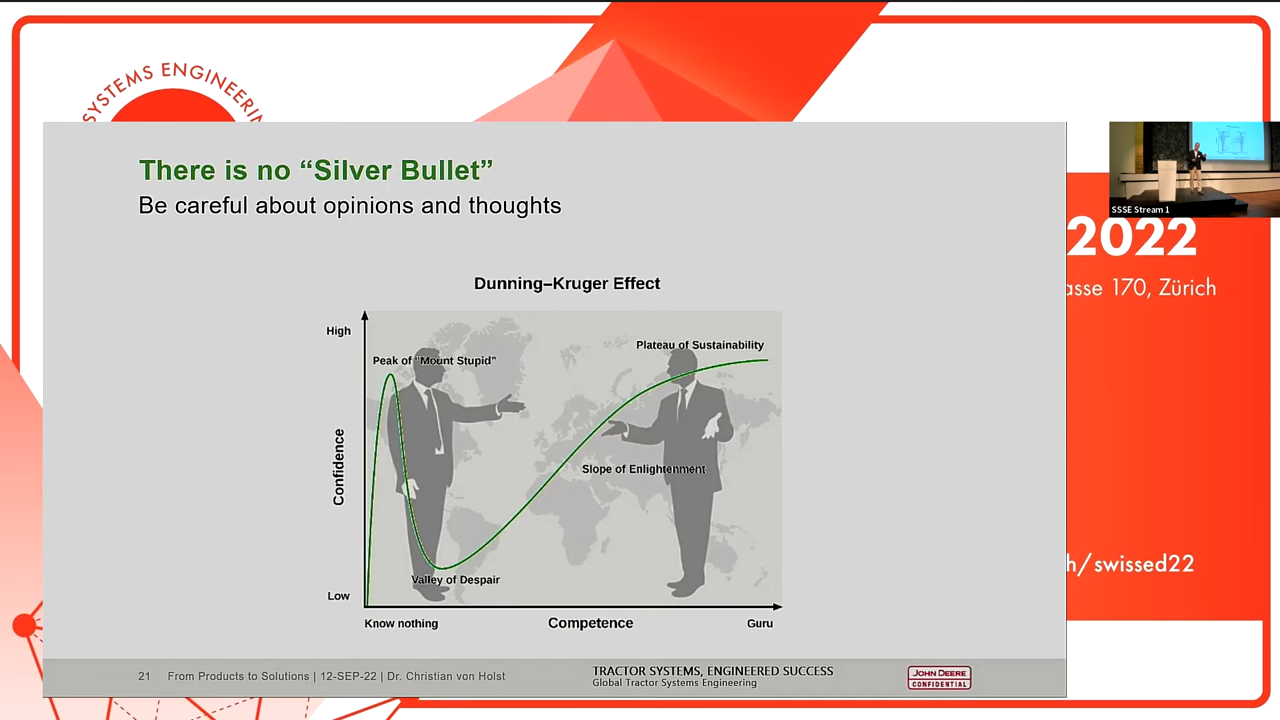 SYSTEMS ENGINEERIN
There is no “Silver Bullet”
Be careful about opinions and thoughts
Dunning–Kruger Effect
High
Peak of “Mount Stupid”
Plateau of Sustainability
Confidence
Slope of Enlightenment
Valley of Despair
Low
Know nothing
Competence
Guru
21 From Products to Solutions | 12-SEP-22 | Dr. Christian von Holst
TRACTOR SYSTEMS, ENGINEERED SUCCESS
Global Tractor Systems Engineering
JOHN DEERE
CONFIDENTIAL
SSSE Stream 1
2022
asse 170, Zürich
h/swissed22